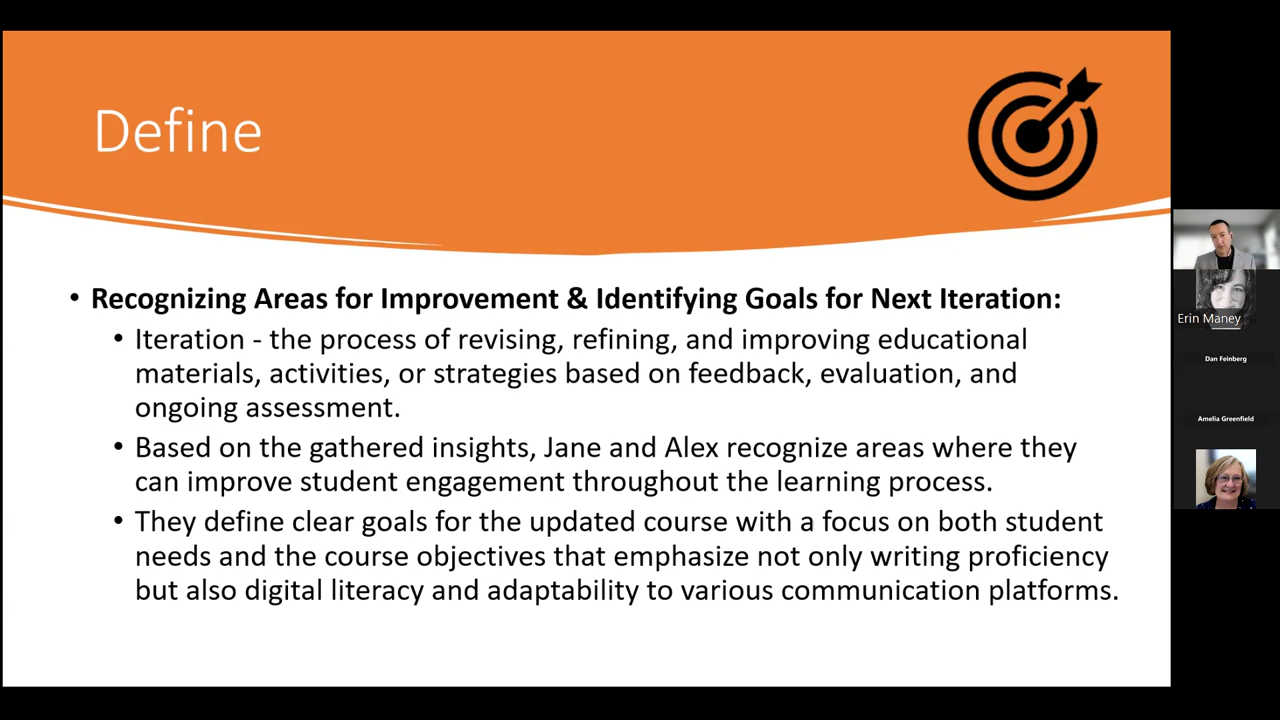 Define
• Recognizing Areas for Improvement & Identifying Goals for Next Iteration:
• Iteration - the process of revising, refining, and improving educational
materials, activities, or strategies based on feedback, evaluation, and
ongoing assessment.
• Based on the gathered insights, Jane and Alex recognize areas where they
can improve student engagement throughout the learning process.
• They define clear goals for the updated course with a focus on both student
needs and the course objectives that emphasize not only writing proficiency
but also digital literacy and adaptability to various communication platforms.
Erin Maney
Dan Feinberg
Amelia Greenfield